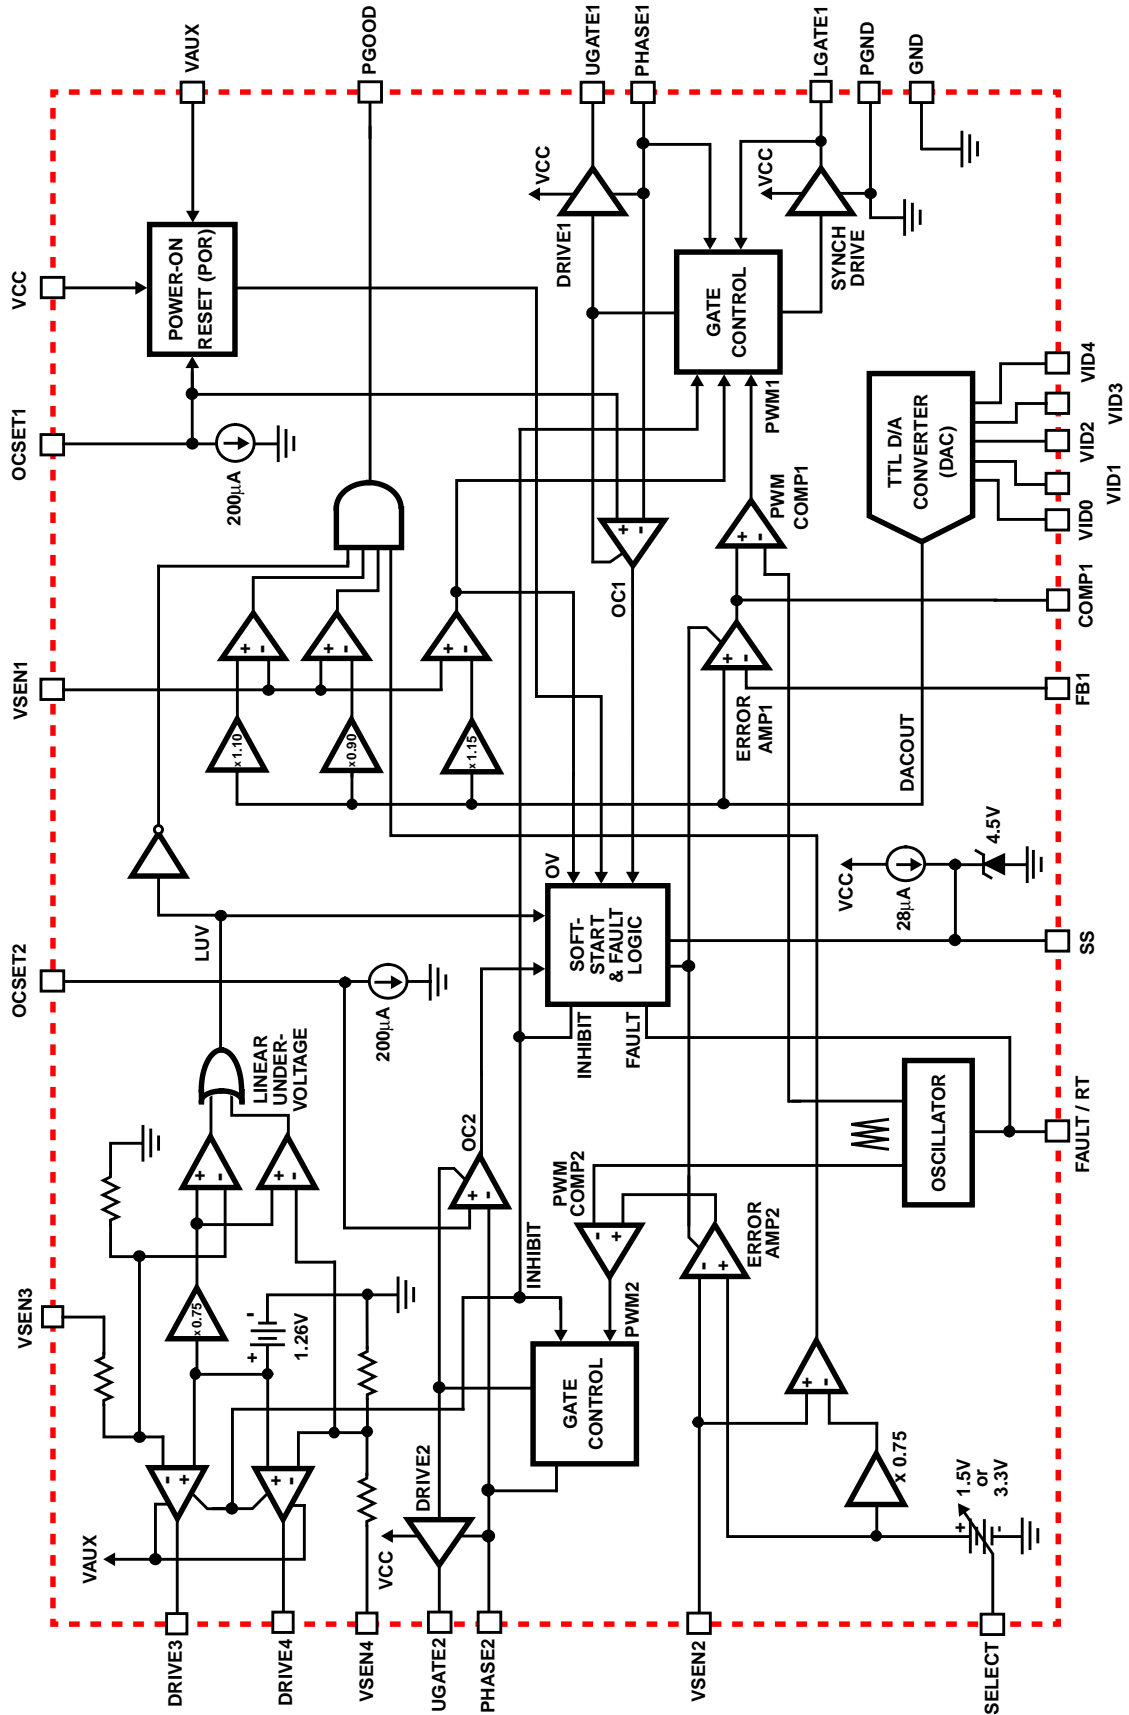 VSEN3
OCSET2
VSEN1
OCSET1
VCC
VAUX
PGOOD
UGATE1
PHASE1
LGATE1
PGND
GND
VID4
VID3
VID2
VID1
VID0
COMP1
FB1
SS
FAULT / RT
SELECT
VSEN2
PHASE2
UGATE2
VSEN4
DRIVE4
DRIVE3
VAUX
-
+
+
-
x 0.75
+
-
1.26V
+
-
+
-
LINEAR
UNDER-
VOLTAGE
LUV
200µA
OC2
+
-
VCC
DRIVE2
INHIBIT
GATE
CONTROL
PWM2
PWM
COMP2
-
+
-
+
ERROR
AMP2
+
-
x 0.75
1.5V
or
3.3V
+
-
OSCILLATOR
INHIBIT
FAULT
SOFT-
START
& FAULT
LOGIC
OV
VCC
28µA
4.5V
x 1.10
x 0.90
x 1.15
+
-
+
-
+
-
200µA
POWER-ON
RESET (POR)
OC1
+
-
DRIVE1
VCC
GATE
CONTROL
SYNCH
DRIVE
VCC
PWM1
PWM
COMP1
+
-
ERROR
AMP1
+
-
DACOUT
TTL D/A
CONVERTER
(DAC)